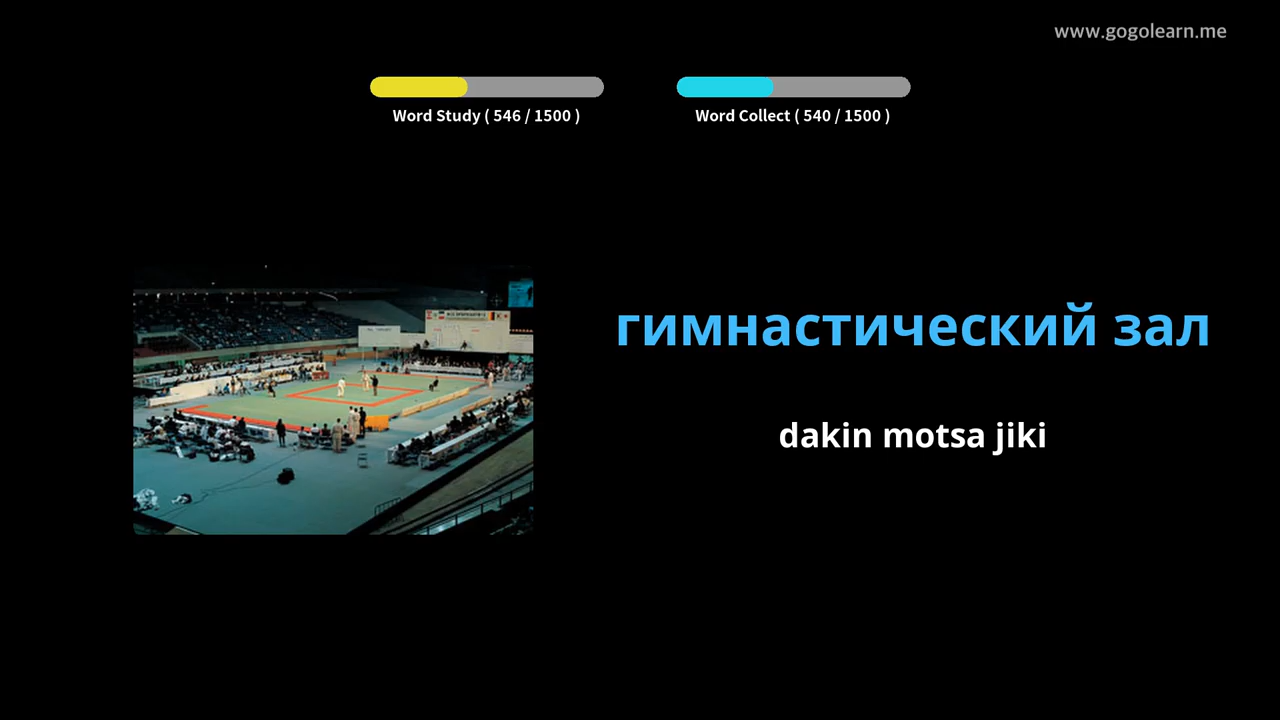 www.gogolearn.me
Word Study ( 546 / 1500 )
Word Collect ( 540 / 1500 )
гимнастический зал
dakin motsa jiki